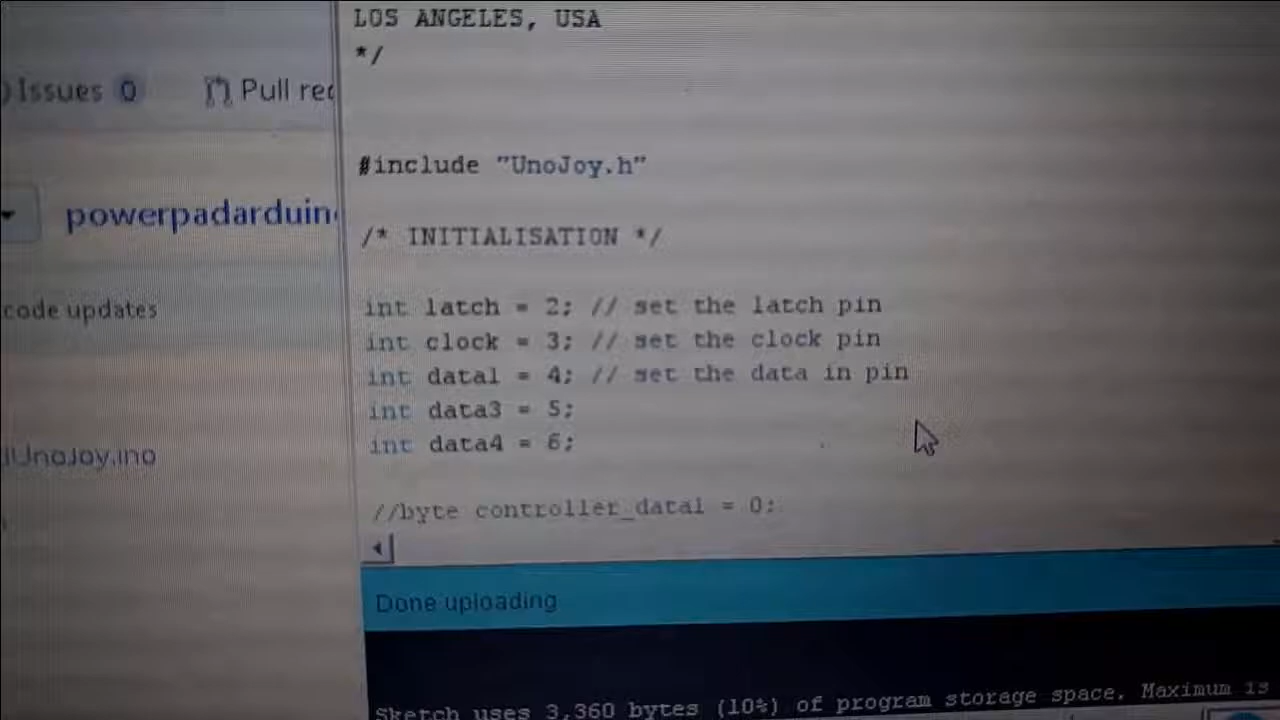 LOS ANGELES, USA
*/
Issues 0 Pull
#include "UnoJoy.h"
powerpadarduin
/* INITIALISATION */
int latch = 2; // set the latch pin
code updates
int clock = 3; // set the clock pin
int data1 = 4; // set the data in pin
int data3 = 5;
int data4 = 6;
UnoJoy.ino
//byte controller_data1 = 0;
Done uploading
Sketch uses 3,360 bytes (10%) of program storage space. Maximum is